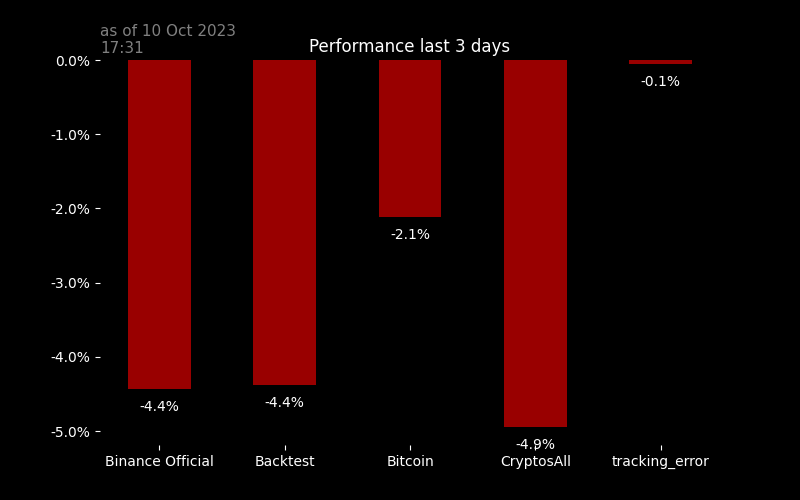 as of 10 Oct 2023
17:31
Performance last 3 days
0.0%
-1.0%
-2.0%
-3.0%
-4.0%
-5.0%
-4.4%
-4.4%
-2.1%
-4.9%
-0.1%
Binance Official
Backtest
Bitcoin
CryptosAll
tracking_error